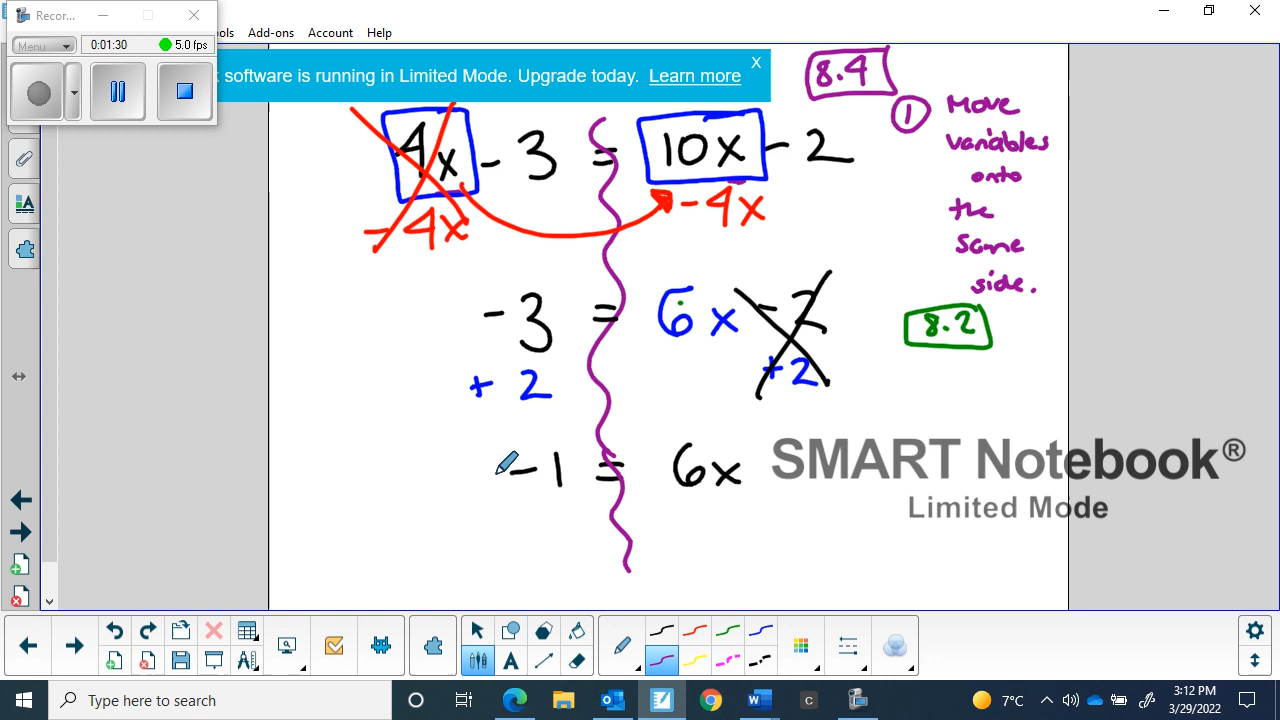 Recor...
Menu
0:01:30
5.0 fps
ols Add-ons Account Help
software is running in Limited Mode. Upgrade today. Learn more X
8.4
① Move
variables
onto
the
same
side.
4x - 3 = 10x - 2
- 4x - 4x
- 3 = 6x - 2
8.2
+ 2 + 2
- 1 = 6x
SMART Notebook®
Limited Mode
Type here to search
7°C
3:12 PM
3/29/2022